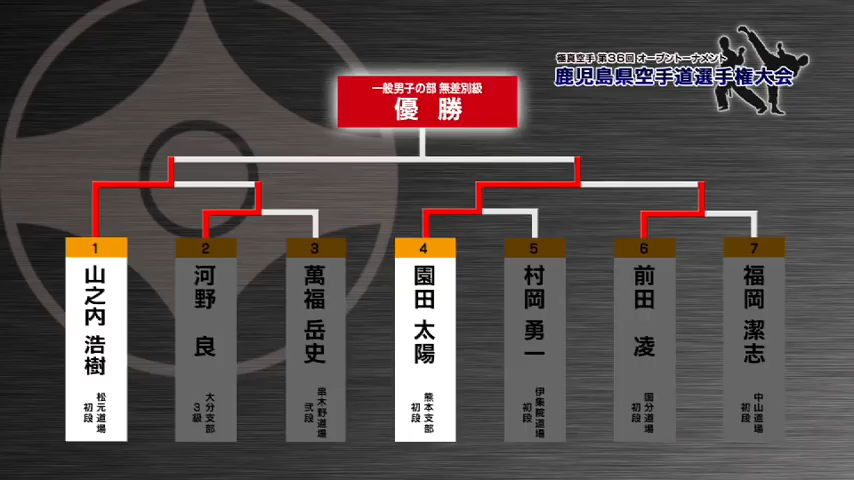 極真空手 第36回 オープントーナメント
鹿児島県空手道選手権大会
一般男子の部 無差別級
優勝
1
山之内 浩樹
松元道場
初段
2
河野 良
大分支部
3級
3
萬福 岳史
串木野道場
弐段
4
園田 太陽
熊本支部
初段
5
村岡 勇一
伊集院道場
初段
6
前田 凌
国分道場
初段
7
福岡 潔志
中山道場
初段